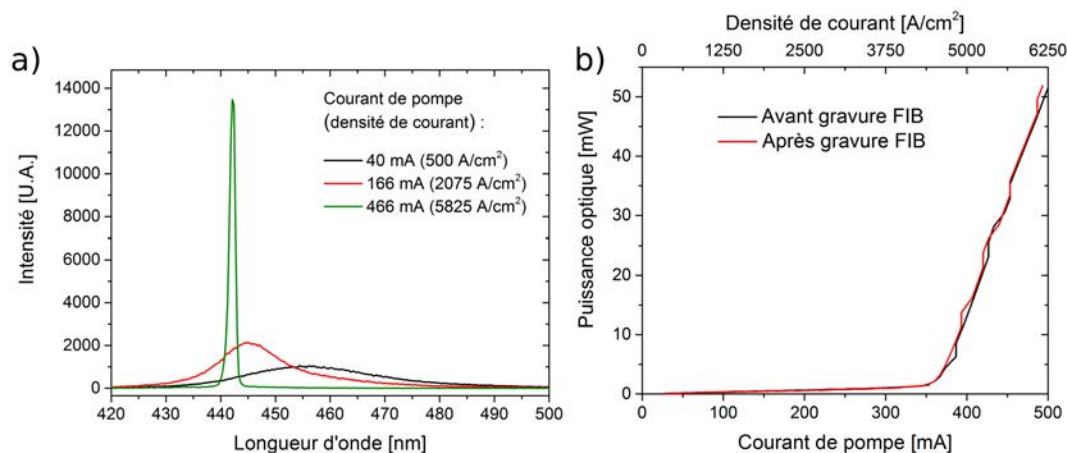 a)
Intensité [U.A.]
14000
12000
10000
8000
6000
4000
2000
0
Courant de pompe
(densité de courant) :
40 mA (500 A/cm²)
166 mA (2075 A/cm²)
466 mA (5825 A/cm²)
420 430 440 450 460 470 480 490 500
Longueur d'onde [nm]
b)
Densité de courant [A/cm²]
0 1250 2500 3750 5000 6250
Puissance optique [mW]
50
40
30
20
10
0
Avant gravure FIB
Après gravure FIB
0 100 200 300 400 500
Courant de pompe [mA]